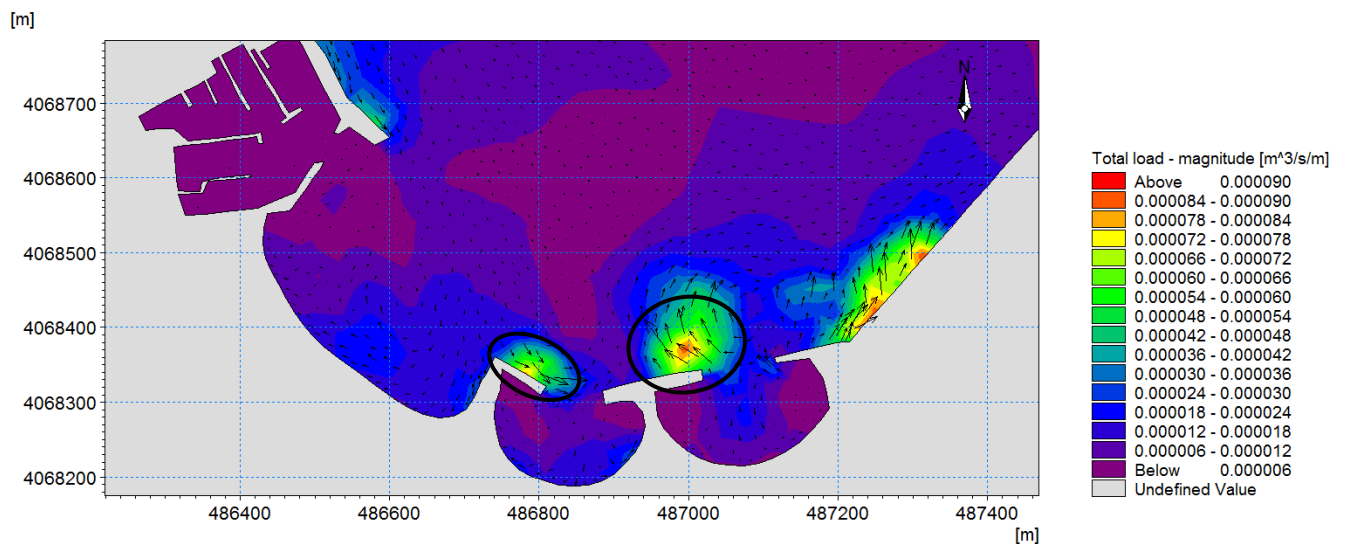 [m]
N
4068700
4068600
4068500
4068400
4068300
4068200
486400 486600 486800 487000 487200 487400
[m]
Total load - magnitude [m^3/s/m]
Above 0.000090
0.000084 - 0.000090
0.000078 - 0.000084
0.000072 - 0.000078
0.000066 - 0.000072
0.000060 - 0.000066
0.000054 - 0.000060
0.000048 - 0.000054
0.000042 - 0.000048
0.000036 - 0.000042
0.000030 - 0.000036
0.000024 - 0.000030
0.000018 - 0.000024
0.000012 - 0.000018
0.000006 - 0.000012
Below 0.000006
Undefined Value